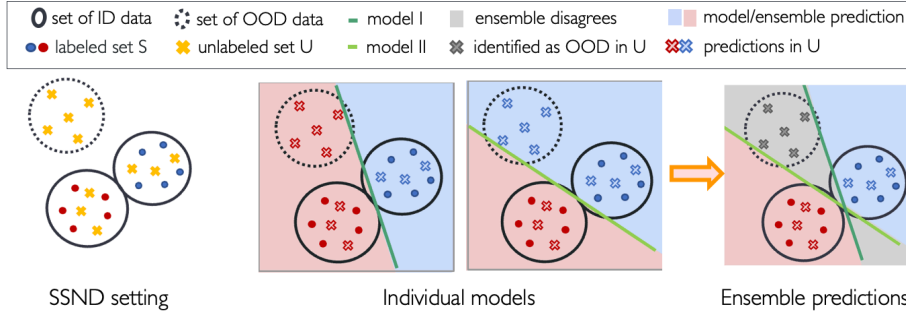 set of ID data set of OOD data model I ensemble disagrees model/ensemble prediction
labeled set S unlabeled set U model II identified as OOD in U predictions in U
SSND setting Individual models Ensemble predictions